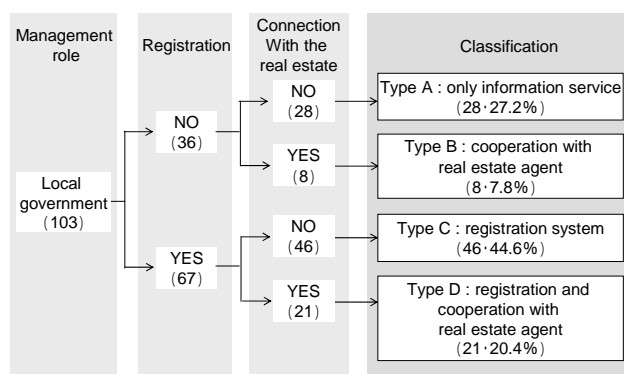 Management
role
Registration
Connection
With the
real estate
Classification
Local
government
(103)
NO
(36)
YES
(67)
NO
(28)
YES
(8)
NO
(46)
YES
(21)
Type A : only information service
(28·27.2%)
Type B : cooperation with
real estate agent
(8·7.8%)
Type C : registration system
(46·44.6%)
Type D : registration and
cooperation with
real estate agent
(21·20.4%)